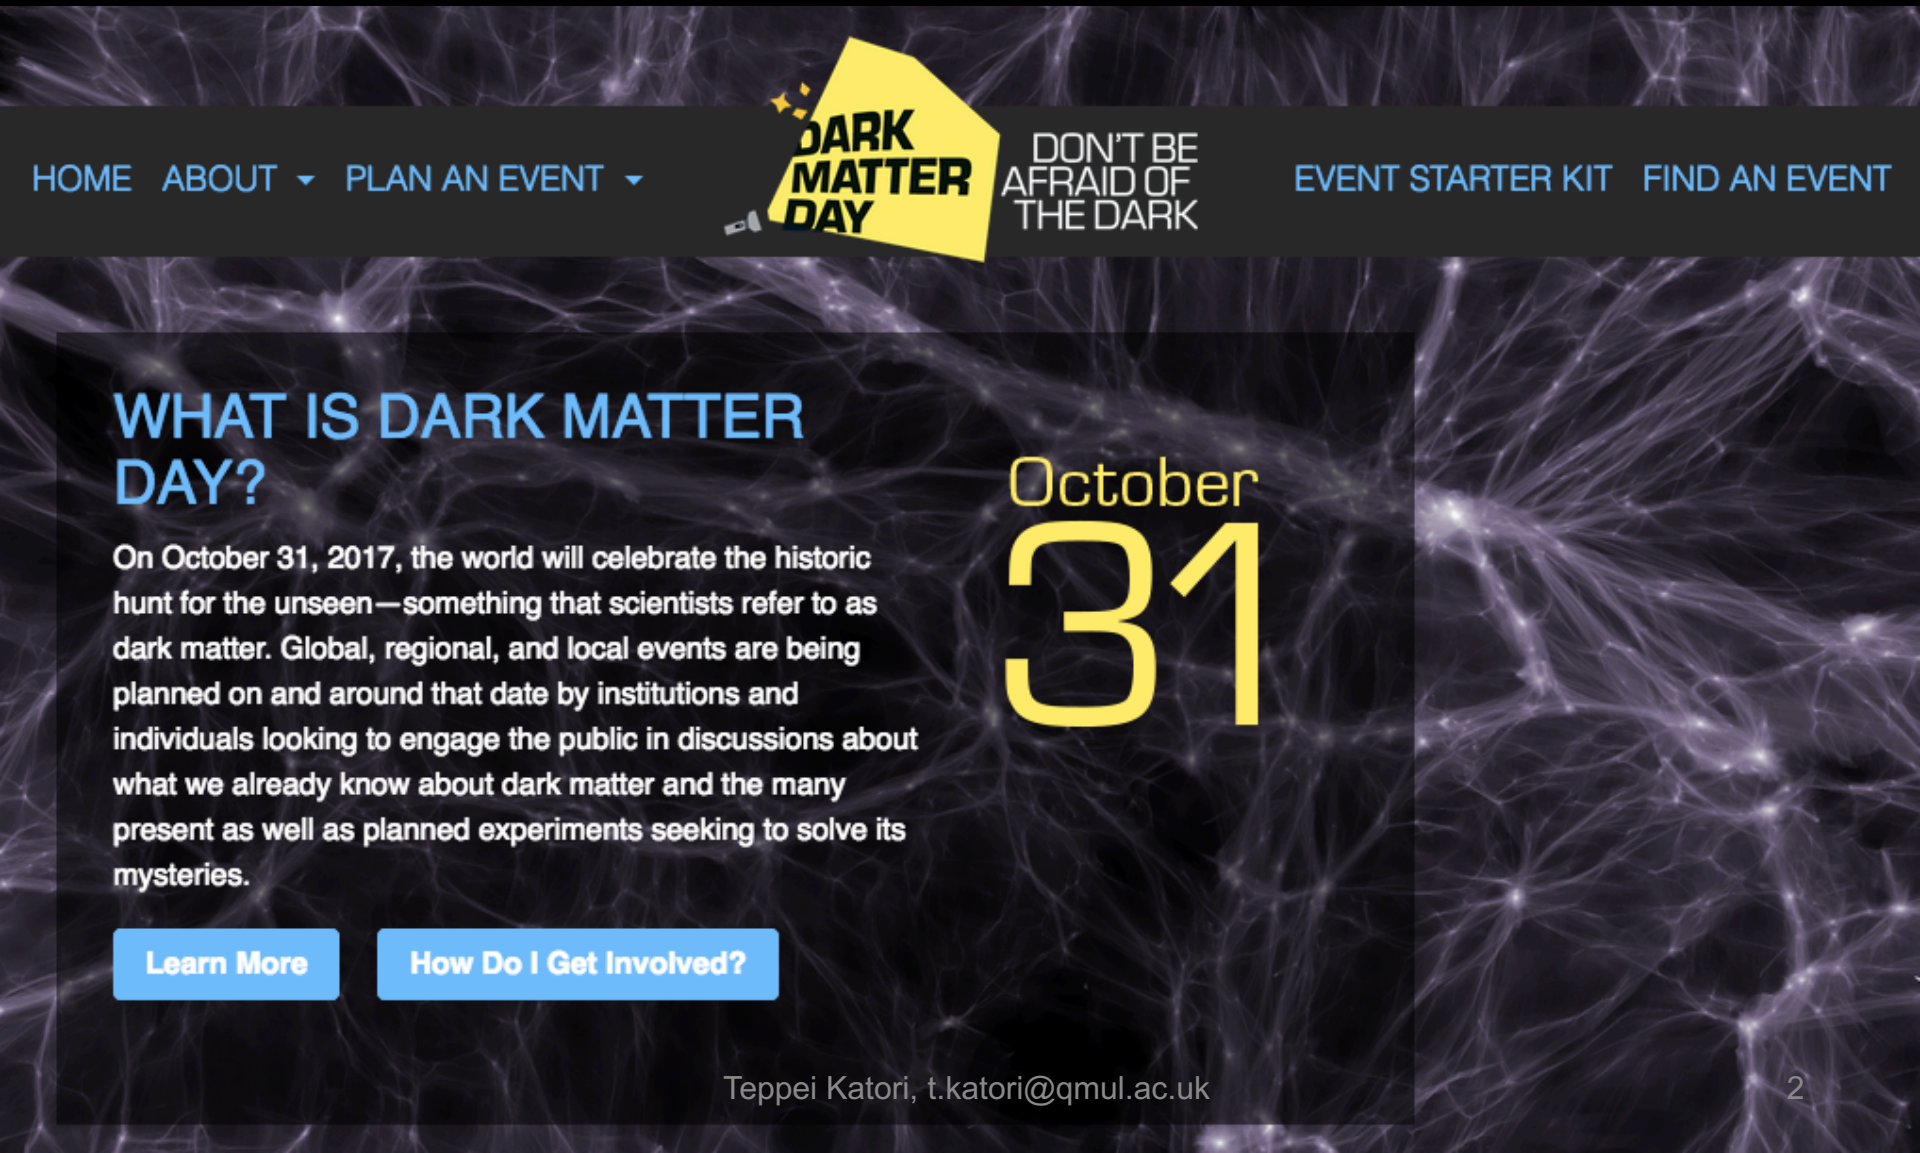 HOME ABOUT PLAN AN EVENT
DARK
MATTER
DAY
DON'T BE
AFRAID OF
THE DARK
EVENT STARTER KIT FIND AN EVENT
WHAT IS DARK MATTER
DAY?
On October 31, 2017, the world will celebrate the historic
hunt for the unseen—something that scientists refer to as
dark matter. Global, regional, and local events are being
planned on and around that date by institutions and
individuals looking to engage the public in discussions about
what we already know about dark matter and the many
present as well as planned experiments seeking to solve its
mysteries.
Learn More How Do I Get Involved?
October
31
Teppei Katori, t.katori@qmul.ac.uk
2